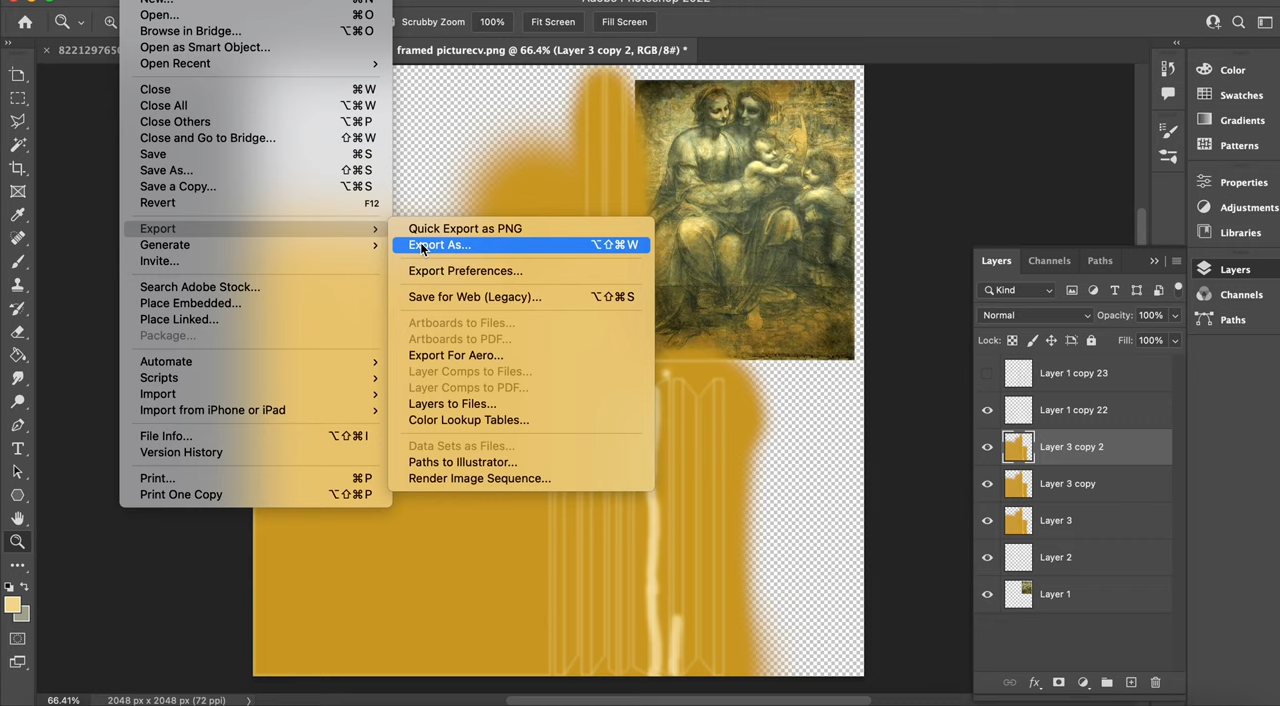 Adobe Photoshop 2022
New... ⌘N
Open... ⌘O
Browse in Bridge... ⌥⌘O
Open as Smart Object...
Open Recent >
Close ⌘W
Close All ⌥⌘W
Close Others ⌥⌘P
Close and Go to Bridge... ⇧⌘W
Save ⌘S
Save As... ⇧⌘S
Save a Copy... ⌥⌘S
Revert F12
Export >
Generate >
Invite...
Search Adobe Stock...
Place Embedded...
Place Linked...
Package...
Automate >
Scripts >
Import >
Import from iPhone or iPad >
File Info... ⌥⇧⌘I
Version History
Print... ⌘P
Print One Copy ⌥⇧⌘P
Quick Export as PNG
Export As... ⌥⇧⌘W
Export Preferences...
Save for Web (Legacy)... ⌥⇧⌘S
Artboards to Files...
Artboards to PDF...
Export For Aero...
Layer Comps to Files...
Layer Comps to PDF...
Layers to Files...
Color Lookup Tables...
Data Sets as Files...
Paths to Illustrator...
Render Image Sequence...
Scrubby Zoom 100% Fit Screen Fill Screen
× 8221297650
framed picturecv.png @ 66.4% (Layer 3 copy 2, RGB/8#) *
Color
Swatches
Gradients
Patterns
Properties
Adjustments
Libraries
Layers
Channels
Paths
Layers Channels Paths
Kind
Normal Opacity: 100%
Lock: Fill: 100%
Layer 1 copy 23
Layer 1 copy 22
Layer 3 copy 2
Layer 3 copy
Layer 3
Layer 2
Layer 1
fx
66.41% 2048 px x 2048 px (72 ppi) >